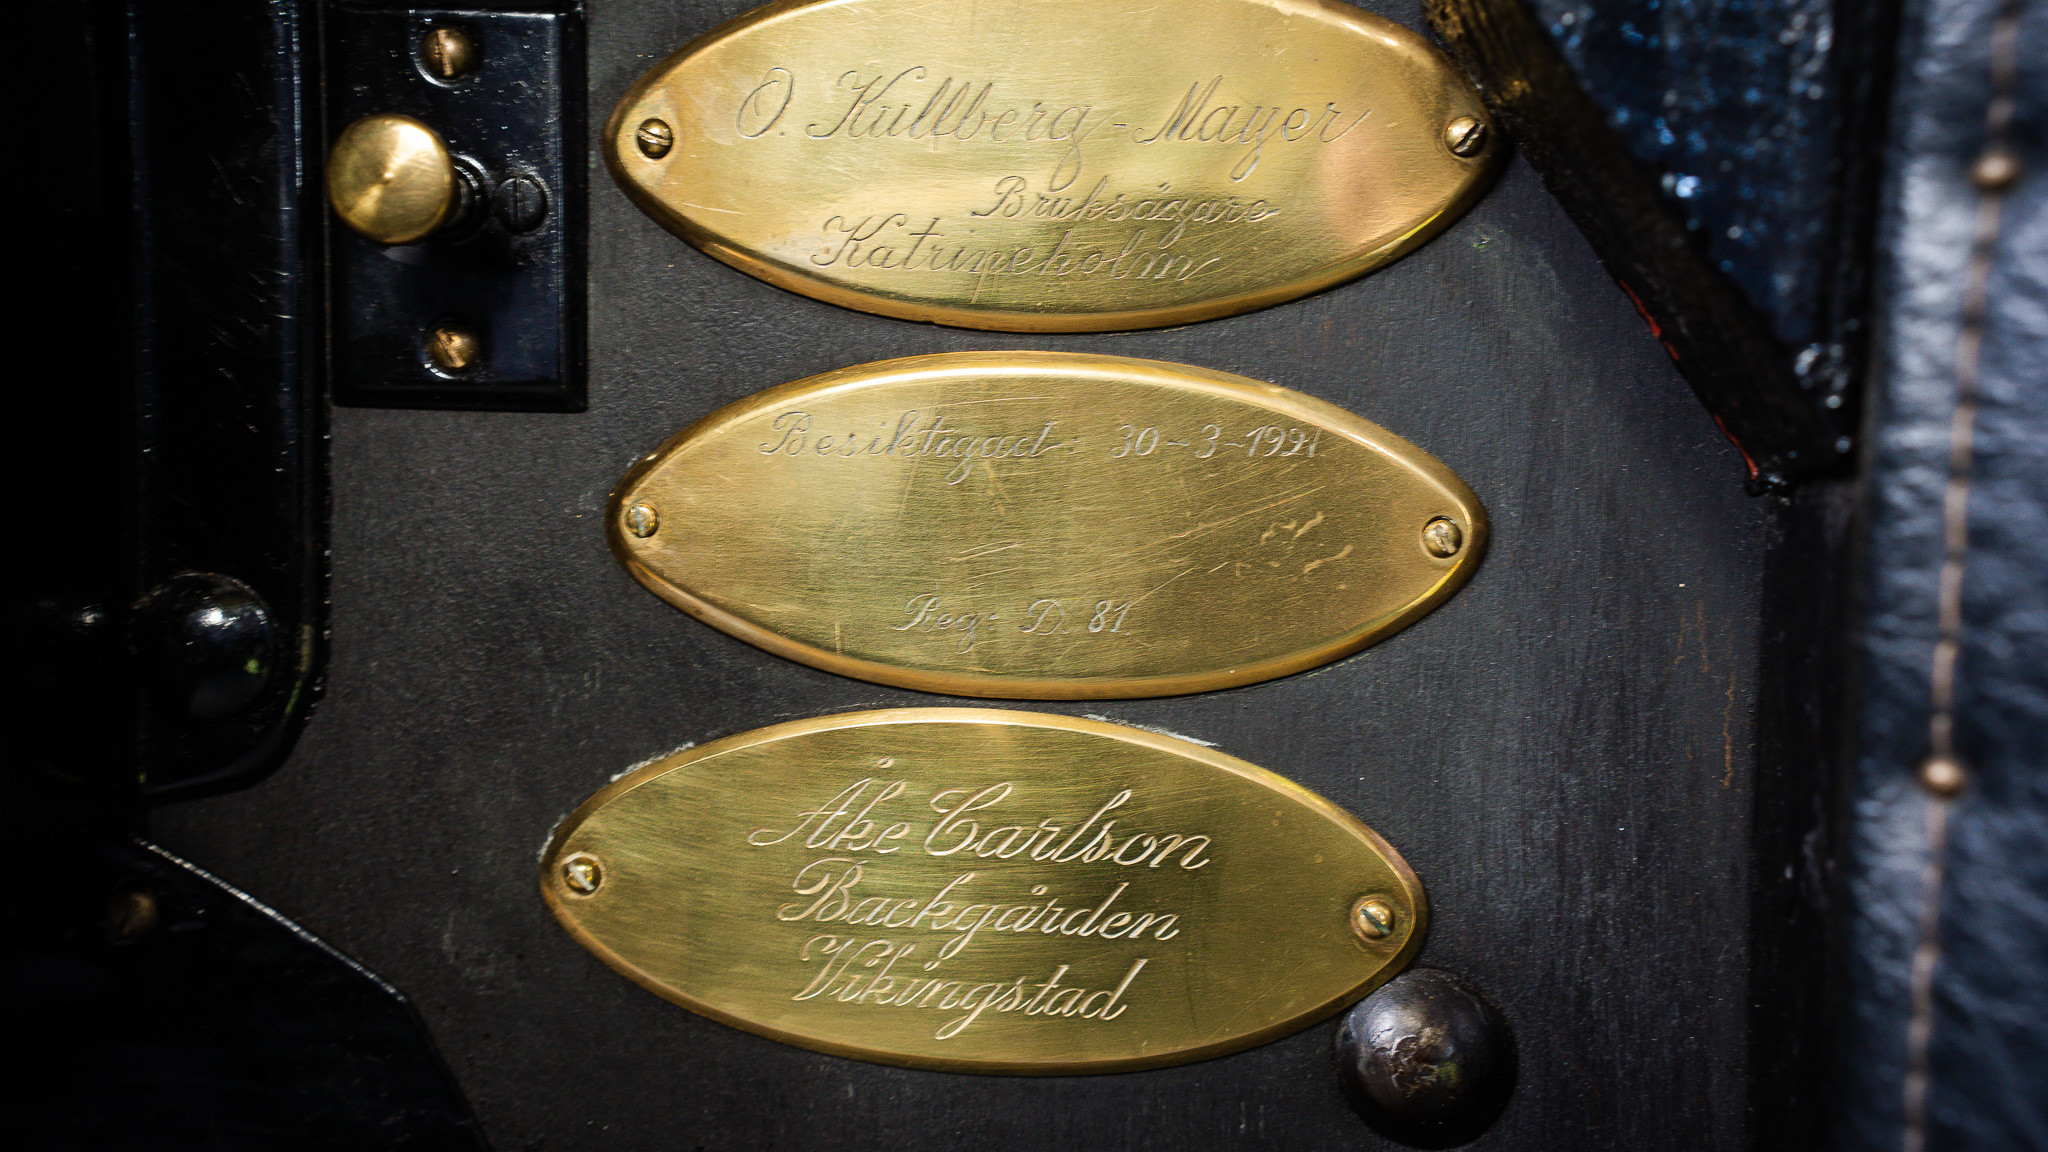 O. Kullberg-Mayer
Bruksägare
Katrineholm
Besiktigad: 30-3-1921
Reg. D. 81
Åke Carlson
Backgården
Vikingstad